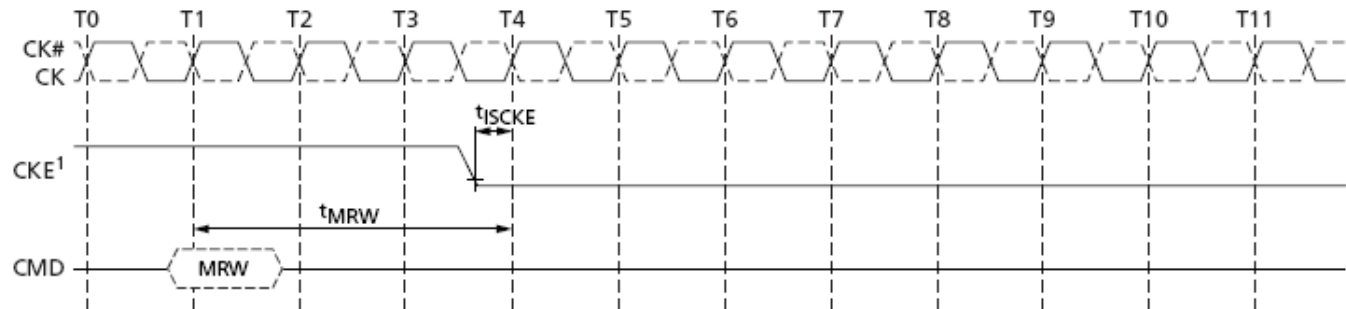 T0 T1 T2 T3 T4 T5 T6 T7 T8 T9 T10 T11
CK#
CK
tISCKE
CKE1
tMRW
CMD MRW